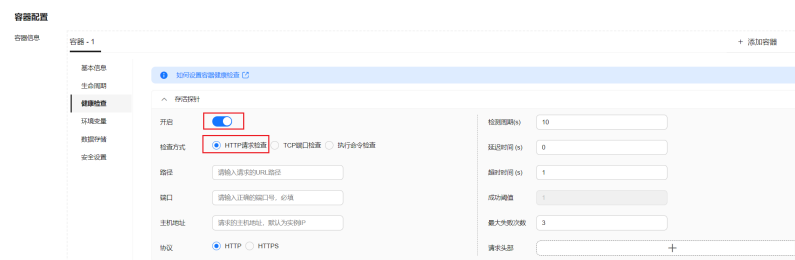 容器配置
容器信息
容器 - 1
+ 添加容器
基本信息
生命周期
健康检查
环境变量
数据存储
安全设置
如何设置容器健康检查
存活探针
开启
检测周期(s) 10
检查方式 HTTP请求检查 TCP端口检查 执行命令检查
延迟时间 (s) 0
路径 请输入请求的URL路径
超时时间 (s) 1
端口 请输入正确的端口号，必填
成功阈值 1
主机地址 请求的主机地址，默认为实例IP
最大失败次数 3
协议 HTTP HTTPS
请求头部 +